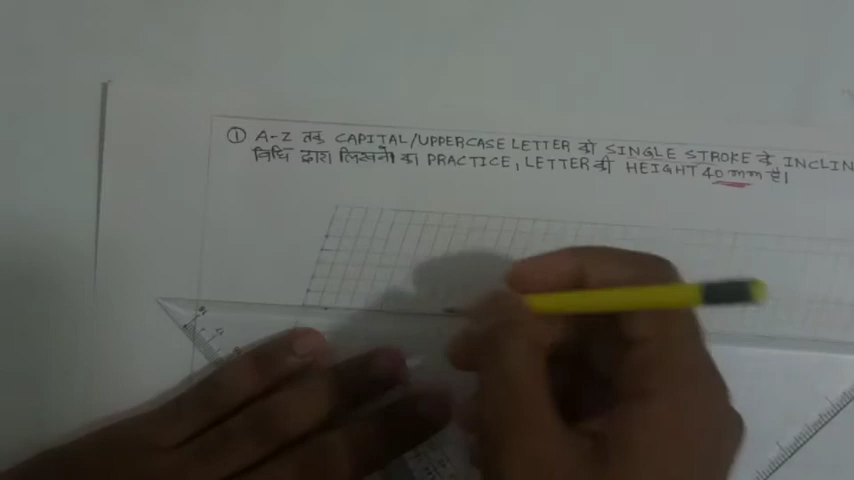 ① A-Z तक CAPITAL/UPPERCASE LETTER को SINGLE STROKE के INCLIN
विधि द्वारा लिखने का PRACTICE, LETTER की HEIGHT 40 mm है।